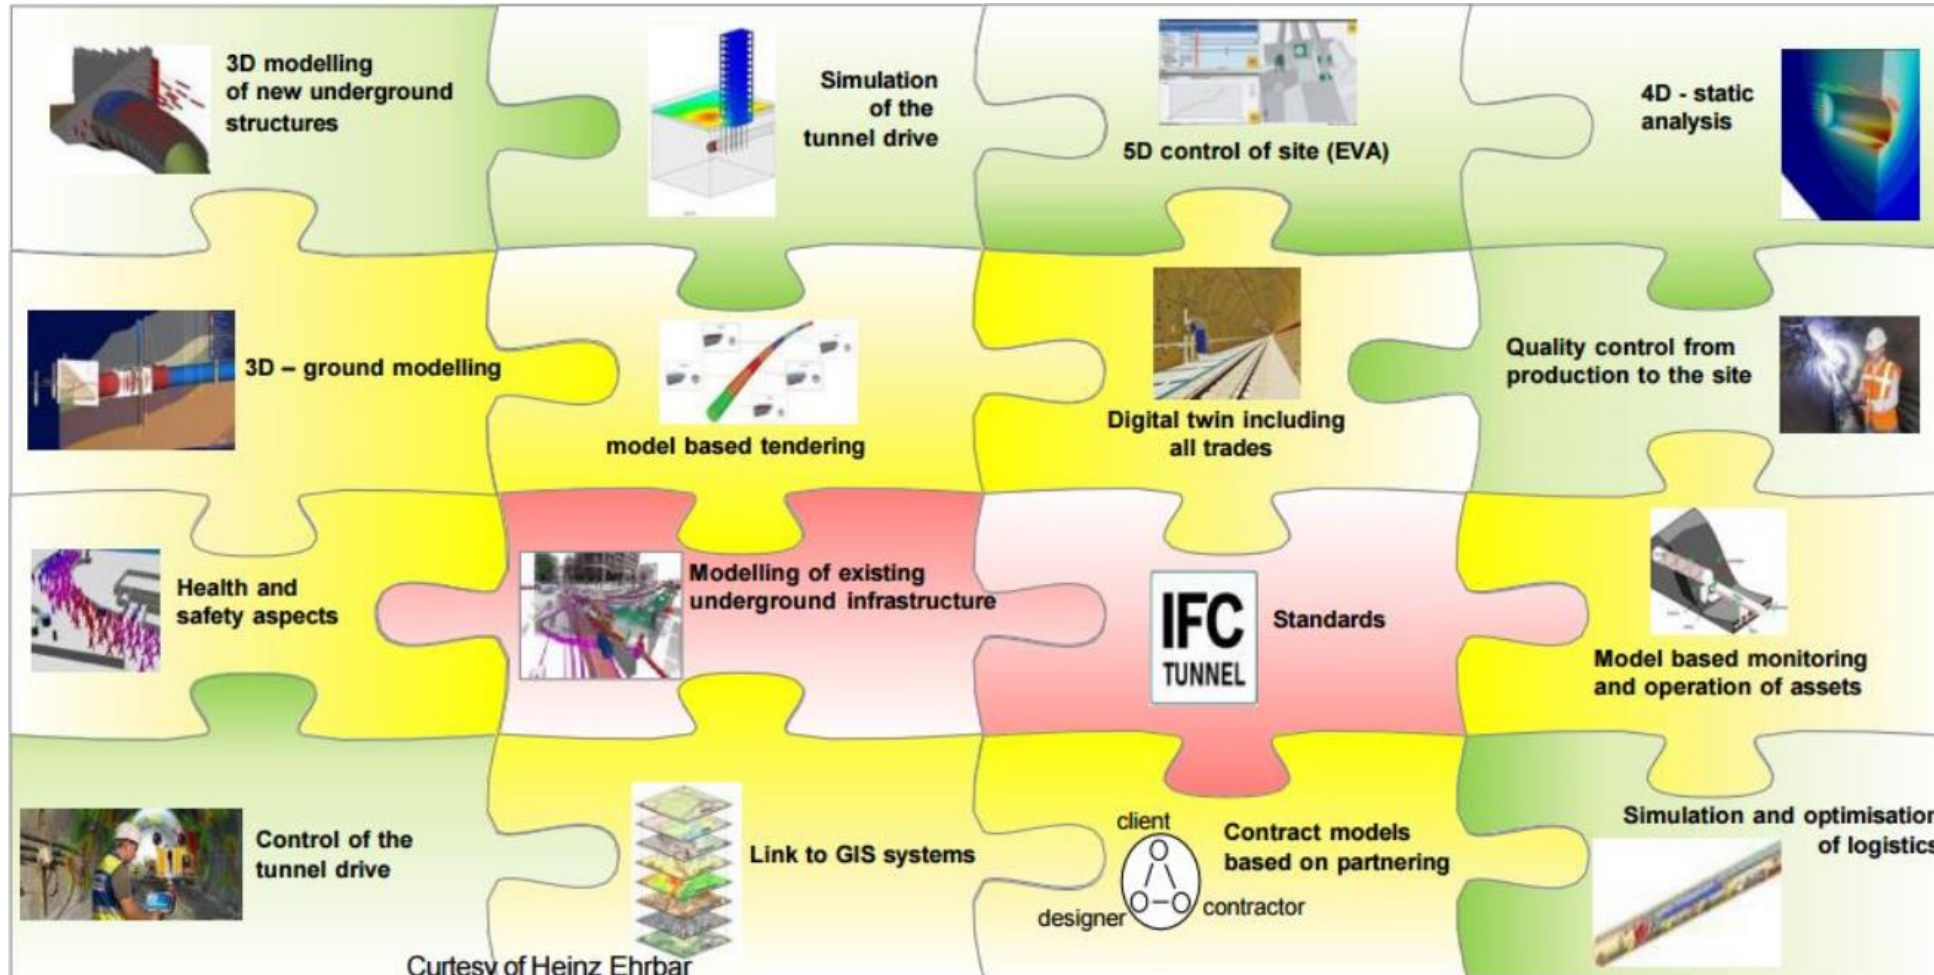 3D modelling
of new underground
structures
Simulation
of the
tunnel drive
5D control of site (EVA)
4D - static
analysis
3D – ground modelling
model based tendering
Digital twin including
all trades
Quality control from
production to the site
Health and
safety aspects
Modelling of existing
underground infrastructure
IFC
TUNNEL
Standards
Model based monitoring
and operation of assets
Control of the
tunnel drive
Link to GIS systems
client
designer
contractor
Contract models
based on partnering
Simulation and optimisation
of logistics
Curtesy of Heinz Ehrbar